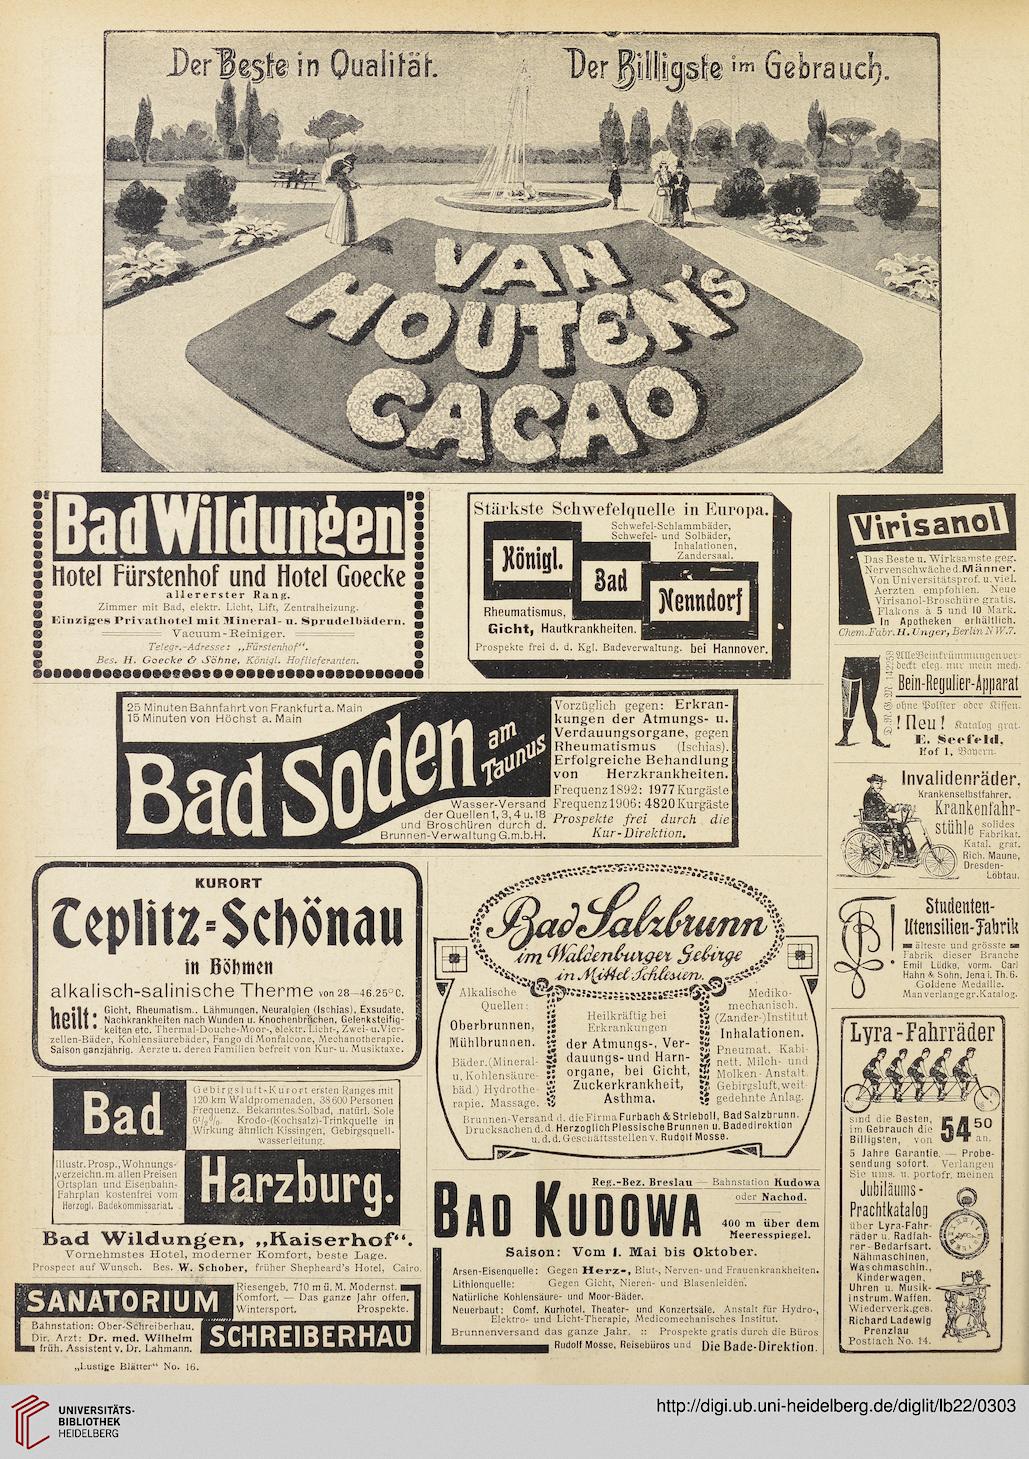 Der Beste in Qualität.
Der Billigste im Gebrauch.
VAN
HOUTEN'S
CACAO
Bad Wildungen
Hotel Fürstenhof und Hotel Goecke
allererster Rang.
Zimmer mit Bad, elektr. Licht, Lift, Zentralheizung.
Einziges Privathotel mit Mineral- u. Sprudelbädern.
Vacuum-Reiniger.
Telegr.-Adresse: „Fürstenhof“.
Bes. H. Goecke & Söhne, Königl. Hoflieferanten.
Stärkste Schwefelquelle in Europa.
Schwefel-Schlammbäder,
Schwefel- und Solbäder,
Inhalationen,
Zandersaal.
Königl.
Bad
Nenndorf
Rheumatismus,
Gicht, Hautkrankheiten.
Prospekte frei d. d. Kgl. Badeverwaltung. bei Hannover.
Virisanol
Das Beste u. Wirksamste geg.
Nervenschwäche d. Männer.
Von Universitätsprof. u. viel.
Aerzten empfohlen. Neue
Virisanol-Broschüre gratis.
Flakons à 5 und 10 Mark.
In Apotheken erhältlich.
Chem. Fabr. H. Unger, Berlin NW. 7.
D. R. G. M. 142259
Alle Beinkrümmungen ver-
deckt eleg. nur mein mech.
Bein-Regulier-Apparat
ohne Polster oder Kissen.
! Neu ! Katalog grat.
E. Seefeld,
Hof 1, Bayern.
25 Minuten Bahnfahrt von Frankfurt a. Main
15 Minuten von Höchst a. Main
Bad Soden am
Taunus
Wasser-Versand
der Quellen 1, 3, 4 u. 18
und Broschüren durch d.
Brunnen-Verwaltung G.m.b.H.
Vorzüglich gegen: Erkran-
kungen der Atmungs- u.
Verdauungsorgane, gegen
Rheumatismus (Ischias).
Erfolgreiche Behandlung
von Herzkrankheiten.
Frequenz 1892: 1977 Kurgäste
Frequenz 1906: 4820 Kurgäste
Prospekte frei durch die
Kur-Direktion.
Invalidenräder,
Krankenselbstfahrer,
Krankenfahr-
stühle solides
Fabrikat.
Katal. grat.
Rich. Maune,
Dresden-
Löbtau.
KURORT
Teplitz-Schönau
in Böhmen
alkalisch-salinische Therme von 28—46.25° C.
heilt: Gicht, Rheumatism., Lähmungen, Neuralgien (Ischias), Exsudate,
Nachkrankheiten nach Wunden u. Knochenbrüchen, Gelenksteifig-
keiten etc. Thermal-Douche-Moor-, elektr. Licht-, Zwei- u. Vier-
zellen-Bäder, Kohlensäurebäder, Fango di Monfalcone, Mechanotherapie.
Saison ganzjährig. Aerzte u. deren Familien befreit von Kur- u. Musiktaxe.
Bad Salzbrunn
im Waldenburger Gebirge
in Mittel Schlesien.
Alkalische
Quellen:
Oberbrunnen,
Mühlbrunnen.
Bäder. (Mineral-
u. Kohlensäure-
bäd.) Hydrothe-
rapie. Massage.
Heilkräftig bei
Erkrankungen
der Atmungs-, Ver-
dauungs- und Harn-
organe, bei Gicht,
Zuckerkrankheit,
Asthma.
Mediko-
mechanisch.
(Zander-)Institut
Inhalationen.
Pneumat. Kabi-
nett. Milch- und
Molken-Anstalt.
Gebirgsluft, weit-
gedehnte Anlag.
Brunnen-Versand d. die Firma Furbach & Strieboll, Bad Salzbrunn.
Drucksachen d. d. Herzoglich Plessische Brunnen u. Badedirektion
u. d. d. Geschäftsstellen v. Rudolf Mosse.
Studenten-
Utensilien-Fabrik
älteste und grösste
Fabrik dieser Branche
Emil Lüdke, vorm. Carl
Hahn & Sohn, Jena i. Th. 6.
Goldene Medaille.
Man verlange gr. Katalog.
Lyra-Fahrräder
sind die Besten,
im Gebrauch die
Billigsten, von 54 50 an.
5 Jahre Garantie. — Probe-
sendung sofort. Verlangen
Sie ums. u. portofr. meinen
Jubiläums-
Prachtkatalog
über Lyra-Fahr-
räder u. Radfah-
rer-Bedarfsart.
Nähmaschinen,
Waschmaschin.,
Kinderwagen,
Uhren u. Musik-
instrum. Waffen.
Wiederverk. ges.
Richard Ladewig
Prenzlau
Postfach No. 14.
Bad
Harzburg.
Gebirgsluft-Kurort ersten Ranges mit
120 km Waldpromenaden, 38600 Personen
Frequenz. Bekanntes Solbad, natürl. Sole
6½%. Krodo-(Kochsalz)-Trinkquelle in
Wirkung ähnlich Kissingen, Gebirgsquell-
wasserleitung.
Illustr. Prosp., Wohnungs-
verzeichn. m. allen Preisen
Ortsplan und Eisenbahn-
Fahrplan kostenfrei vom
Herzogl. Badekommissariat.
Bad Wildungen, „Kaiserhof“.
Vornehmstes Hotel, moderner Komfort, beste Lage.
Prospect auf Wunsch. Bes. W. Schober, früher Shepheard's Hotel, Cairo.
SANATORIUM
Riesengeb. 710 m ü. M. Modernst.
Komfort. — Das ganze Jahr offen.
Wintersport. Prospekte.
Bahnstation: Ober-Schreiberhau.
Dir. Arzt: Dr. med. Wilhelm
früh. Assistent v. Dr. Lahmann.
SCHREIBERHAU
BAD KUDOWA
Reg.-Bez. Breslau — Bahnstation Kudowa
oder Nachod.
400 m über dem
Meeresspiegel.
Saison: Vom 1. Mai bis Oktober.
Arsen-Eisenquelle: Gegen Herz-, Blut-, Nerven- und Frauenkrankheiten.
Lithionquelle: Gegen Gicht, Nieren- und Blasenleiden.
Natürliche Kohlensäure- und Moor-Bäder.
Neuerbaut: Comf. Kurhotel, Theater- und Konzertsäle. Anstalt für Hydro-,
Elektro- und Licht-Therapie, Medicomechanisches Institut.
Brunnenversand das ganze Jahr. :: Prospekte gratis durch die Büros
Rudolf Mosse, Reisebüros und Die Bade-Direktion.
„Lustige Blätter“ No. 16.
UNIVERSITÄTS-
BIBLIOTHEK
HEIDELBERG
http://digi.ub.uni-heidelberg.de/diglit/lb22/0303